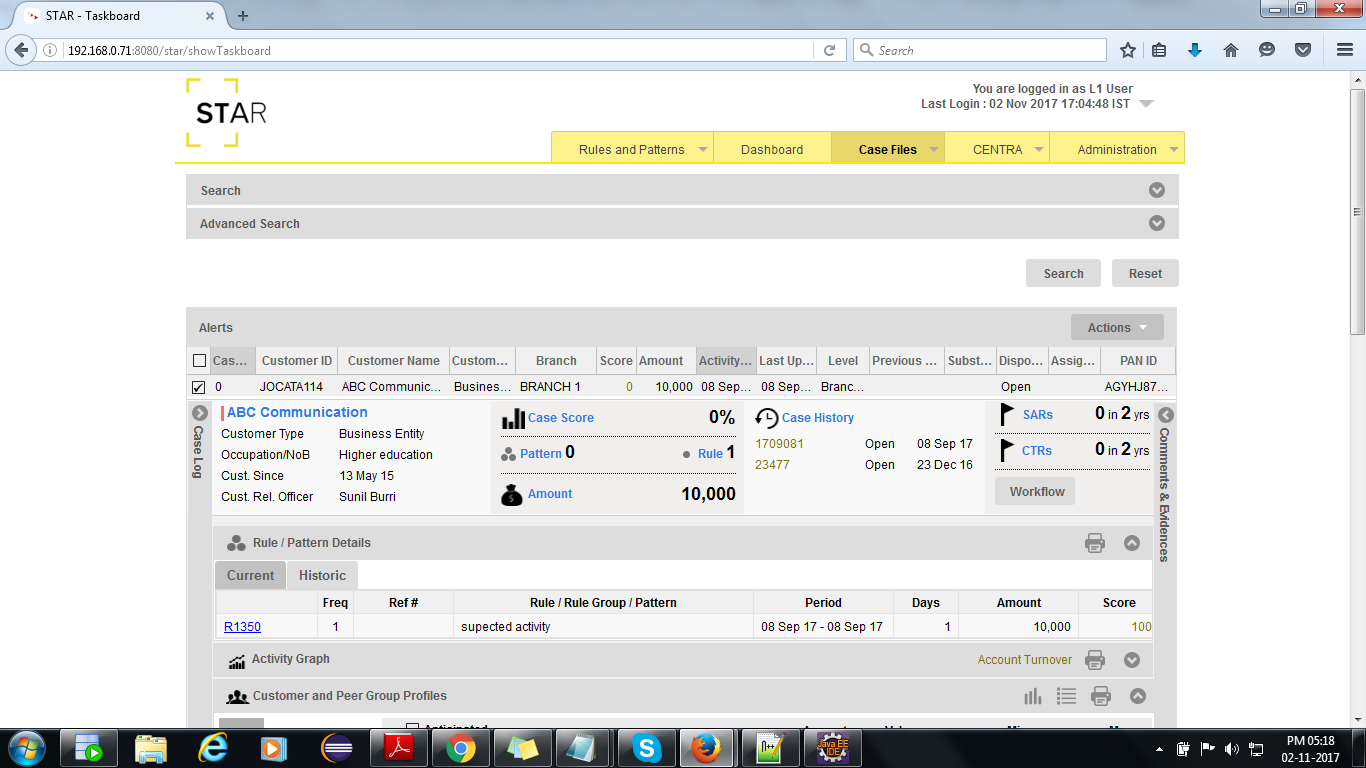 STAR - Taskboard
192.168.0.71:8080/star/showTaskboard
Search
STAR
You are logged in as L1 User
Last Login : 02 Nov 2017 17:04:48 IST
Rules and Patterns Dashboard Case Files CENTRA Administration
Search
Advanced Search
Search Reset
Alerts Actions
Cas... Customer ID Customer Name Custom... Branch Score Amount Activity... Last Up... Level Previous ... Subst... Dispo... Assig... PAN ID
0 JOCATA114 ABC Communic... Busines... BRANCH 1 0 10,000 08 Sep... 08 Sep... Branc... Open AGYHJ87...
Case Log
ABC Communication
Customer Type Business Entity
Occupation/NoB Higher education
Cust. Since 13 May 15
Cust. Rel. Officer Sunil Burri
Case Score 0%
Pattern 0 Rule 1
Amount 10,000
Case History
1709081 Open 08 Sep 17
23477 Open 23 Dec 16
SARs 0 in 2 yrs
CTRs 0 in 2 yrs
Workflow
Comments & Evidences
Rule / Pattern Details
Current Historic
Freq Ref # Rule / Rule Group / Pattern Period Days Amount Score
R1350 1 supected activity 08 Sep 17 - 08 Sep 17 1 10,000 100
Activity Graph Account Turnover
Customer and Peer Group Profiles
Java EE
IDE
PM 05:18
02-11-2017